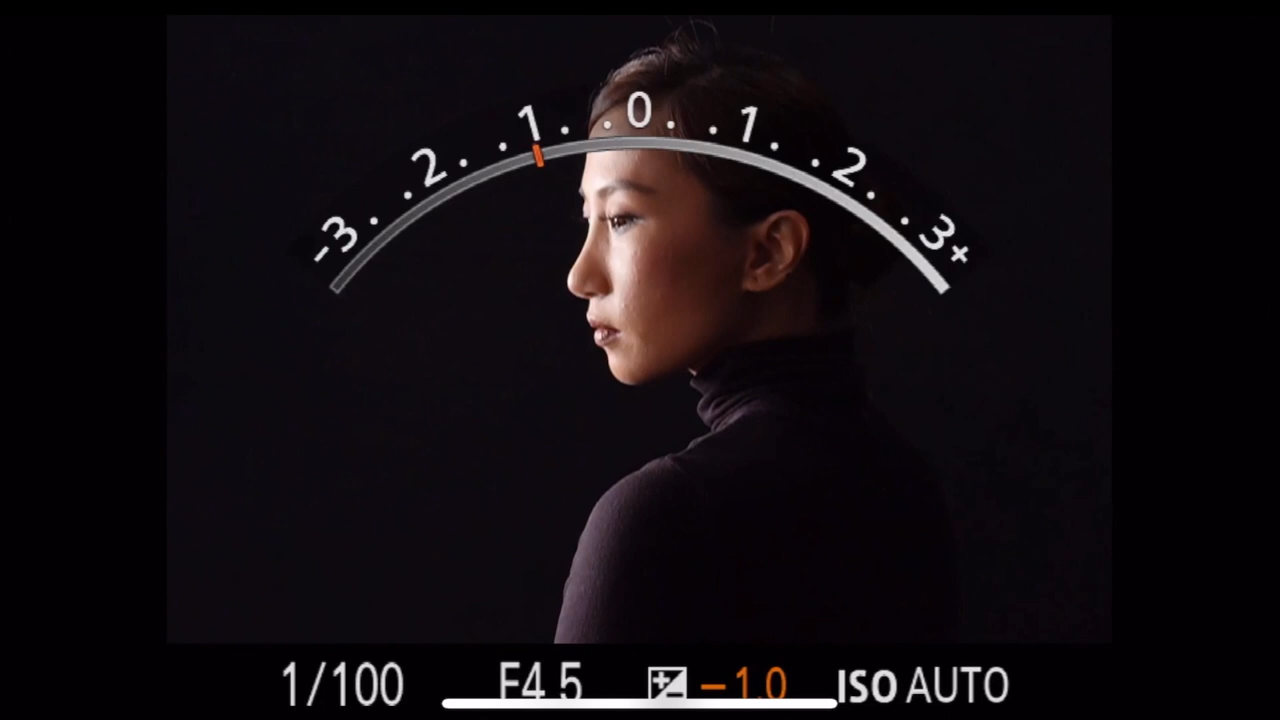 -3 . . 2 . . 1 . . 0 . . 1 . . 2 . . 3+
1/100 F4.5 -1.0 ISO AUTO